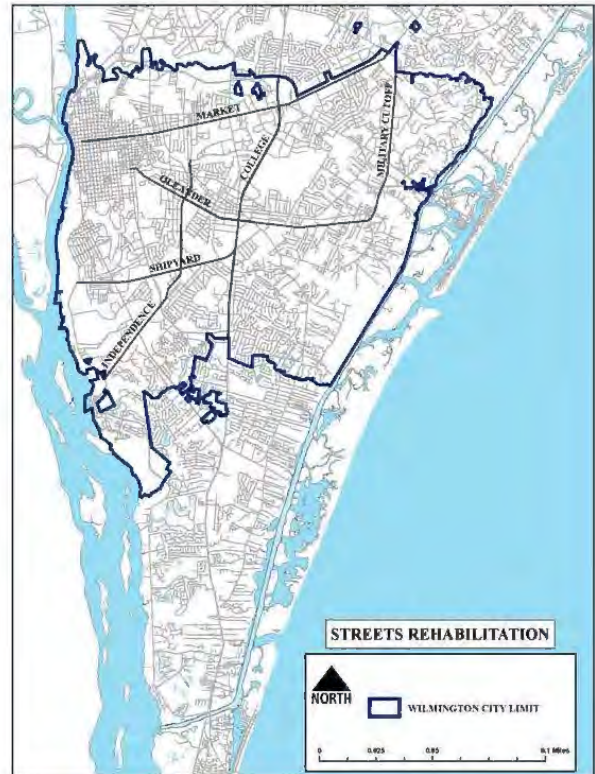 MARKET
COLLEGE
MILITARY CUTOFF
OLEANDER
SHIPYARD
INDEPENDENCE
STREETS REHABILITATION
NORTH
WILMINGTON CITY LIMIT
0 0.025 0.05 0.1 Miles